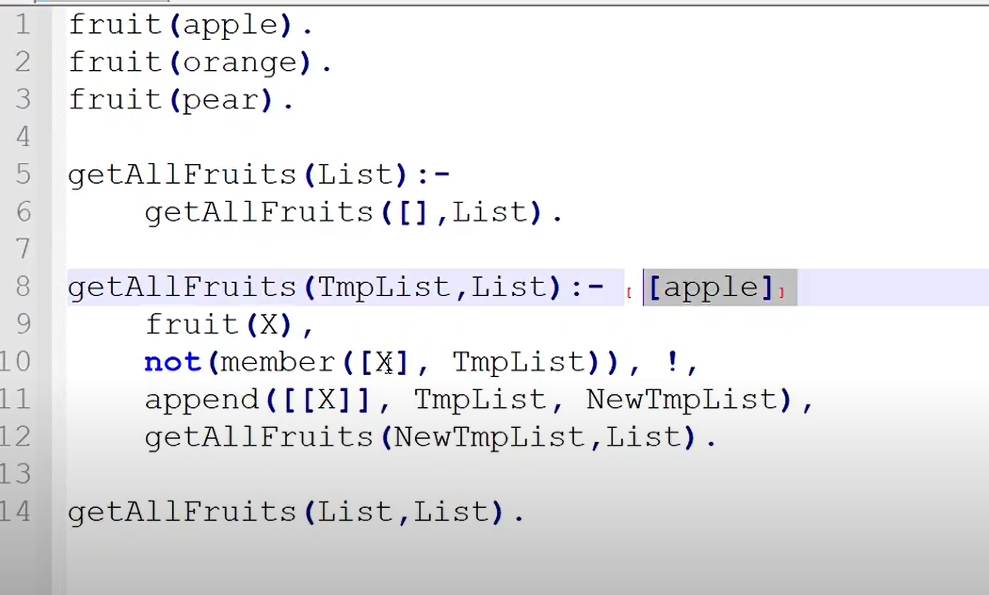 1 fruit(apple).
2 fruit(orange).
3 fruit(pear).
4
5 getAllFruits(List):-
6 getAllFruits([],List).
7
8 getAllFruits(TmpList,List):- [ [apple]]
9 fruit(X),
10 not(member([X], TmpList)), !,
11 append([[X]], TmpList, NewTmpList),
12 getAllFruits(NewTmpList,List).
13
14 getAllFruits(List,List).